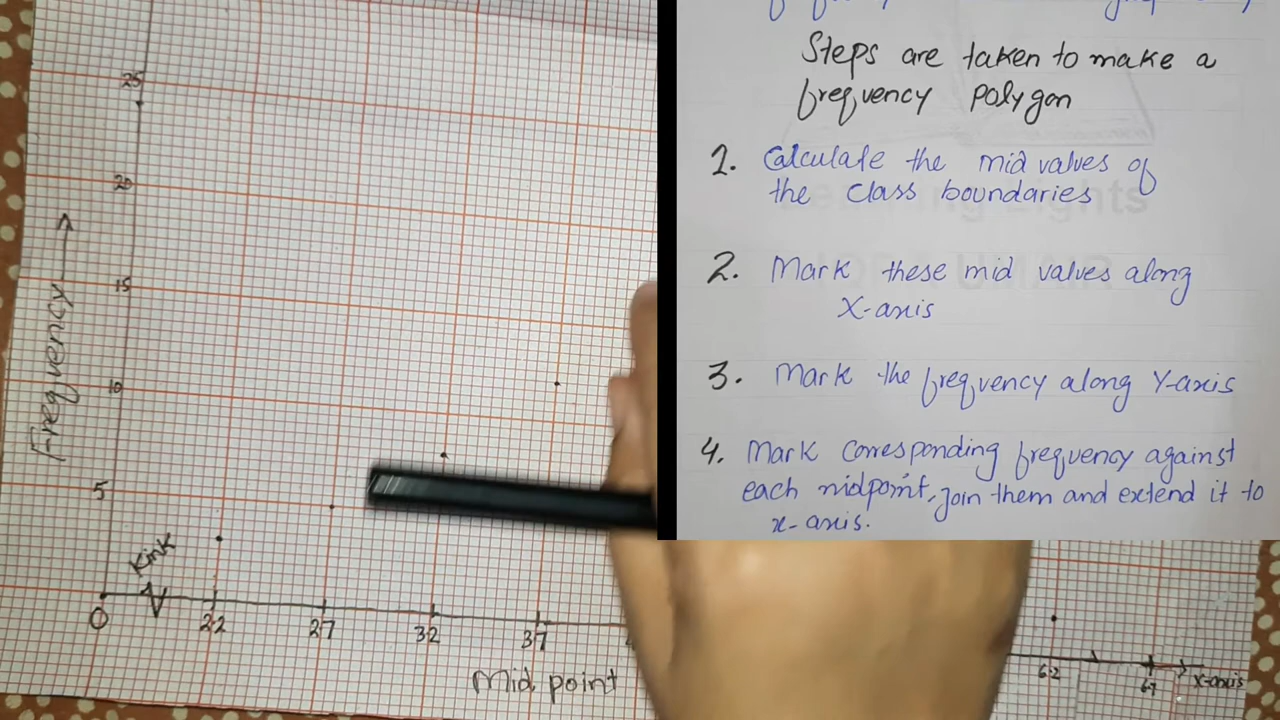 25
20
15
10
5
0
Frequency
Kink
22
27
32
37
Mid point
62
67
x-axis
Steps are taken to make a
frequency polygon
1. Calculate the mid values of
the class boundaries
2. Mark these mid values along
X-axis
3. Mark the frequency along Y-axis
4. Mark corresponding frequency against
each midpoint, join them and extend it to
x-axis.